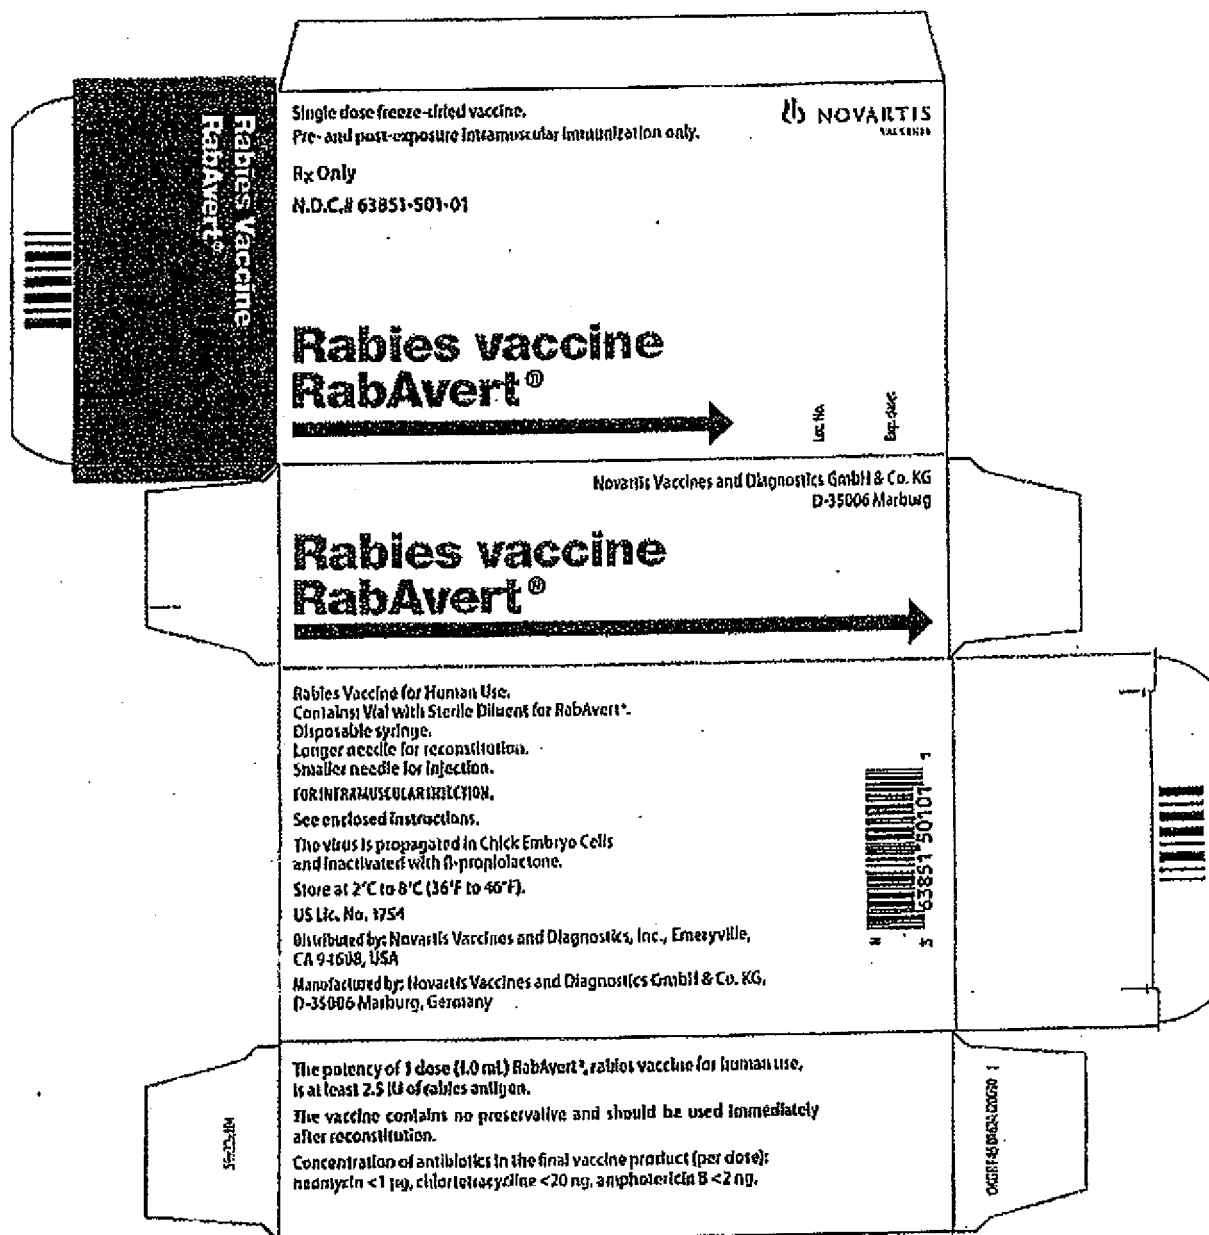 Rabies Vaccine
RabAvert®
Single dose freeze-dried vaccine.
Pre- and post-exposure intramuscular immunization only.
Rx Only
N.D.C.# 63851-501-01
NOVARTIS
VACCINES
Rabies vaccine
RabAvert®
Lot. No.
Exp. date:
Novartis Vaccines and Diagnostics GmbH & Co. KG
D-35006 Marburg
Rabies vaccine
RabAvert®
Rabies Vaccine for Human Use.
Contains: Vial with Sterile Diluent for RabAvert®.
Disposable syringe.
Longer needle for reconstitution.
Smaller needle for injection.
FOR INTRAMUSCULAR INJECTION.
See enclosed instructions.
The virus is propagated in Chick Embryo Cells
and inactivated with ß-propiolactone.
Store at 2°C to 8°C (36°F to 46°F).
US Lic. No. 1754
Distributed by: Novartis Vaccines and Diagnostics, Inc., Emeryville,
CA 94608, USA
Manufactured by: Novartis Vaccines and Diagnostics GmbH & Co. KG,
D-35006 Marburg, Germany
N
3 63851 50101 1
The potency of 1 dose (1.0 mL) RabAvert®, rabies vaccine for human use,
is at least 2.5 IU of rabies antigen.
The vaccine contains no preservative and should be used immediately
after reconstitution.
Concentration of antibiotics in the final vaccine product (per dose):
neomycin <1 µg, chlortetracycline <20 ng, amphotericin B <2 ng.